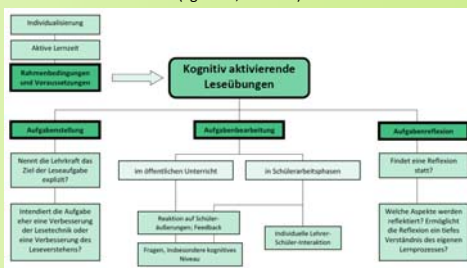 Individualisierung
Aktive Lernzeit
Rahmenbedingungen
und Voraussetzungen
Kognitiv aktivierende
Leseübungen
Aufgabenstellung
Aufgabenbearbeitung
Aufgabenreflexion
Nennt die Lehrkraft das
Ziel der Leseaufgabe
explizit?
im öffentlichen Unterricht
in Schülerarbeitsphasen
Findet eine Reflexion
statt?
Intendiert die Aufgabe
eher eine Verbesserung
der Lesetechnik oder
eine Verbesserung des
Leseverstehens?
Reaktion auf Schüler-
äußerungen; Feedback
Fragen, insbesondere kognitives
Niveau
Individuelle Lehrer-
Schüler-Interaktion
Welche Aspekte werden
reflektiert? Ermöglicht
die Reflexion ein tiefes
Verständnis des eigenen
Lernprozesses?